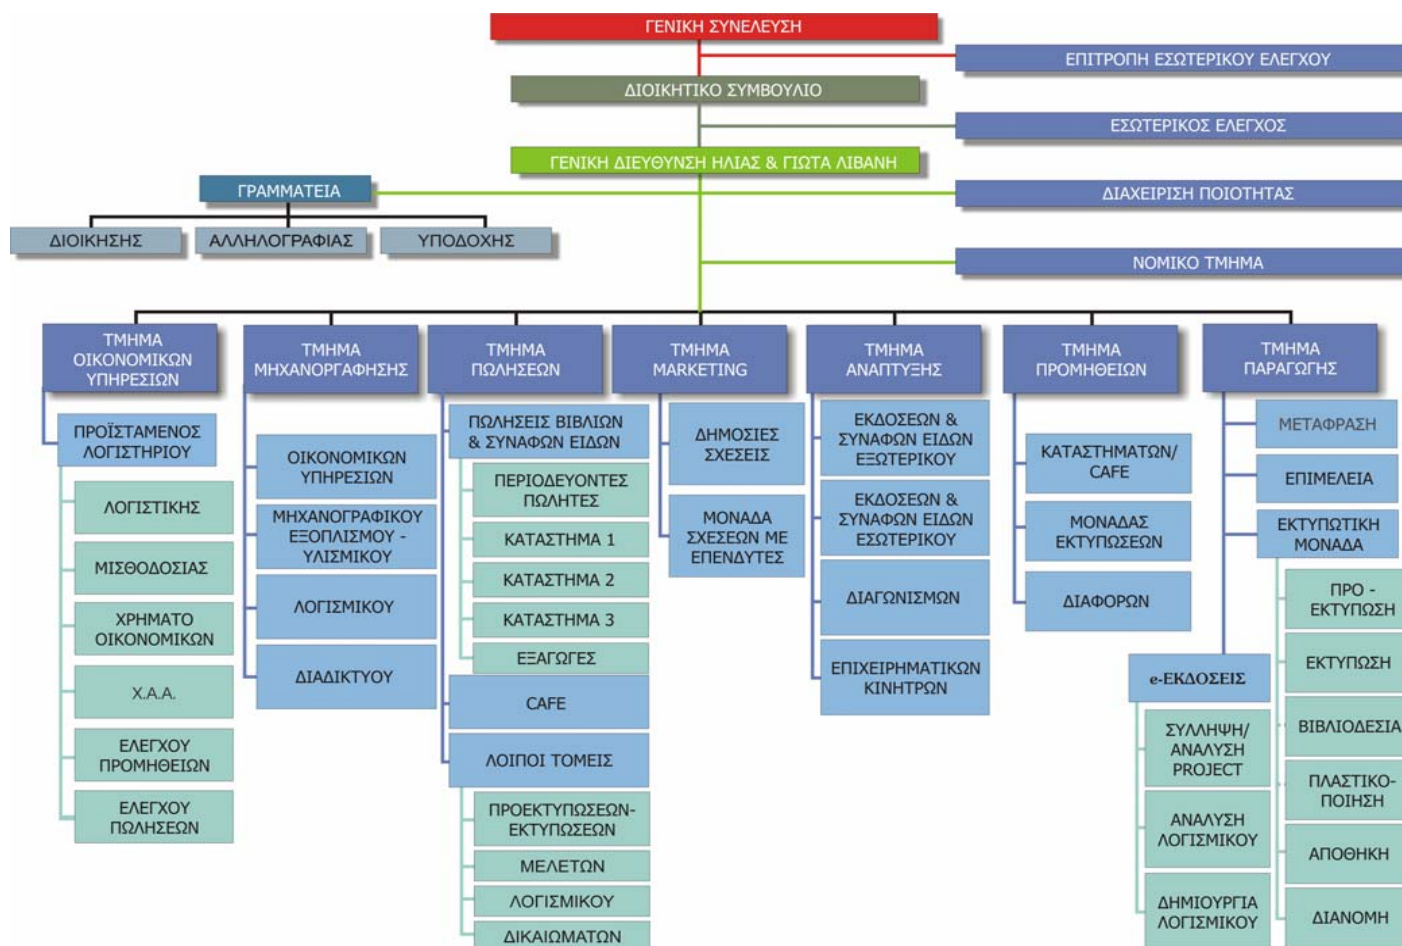 ΓΕΝΙΚΗ ΣΥΝΕΛΕΥΣΗ
ΕΠΙΤΡΟΠΗ ΕΣΩΤΕΡΙΚΟΥ ΕΛΕΓΧΟΥ
ΔΙΟΙΚΗΤΙΚΟ ΣΥΜΒΟΥΛΙΟ
ΕΣΩΤΕΡΙΚΟΣ ΕΛΕΓΧΟΣ
ΓΕΝΙΚΗ ΔΙΕΥΘΥΝΣΗ ΗΛΙΑΣ & ΓΙΩΤΑ ΛΙΒΑΝΗ
ΓΡΑΜΜΑΤΕΙΑ
ΔΙΑΧΕΙΡΙΣΗ ΠΟΙΟΤΗΤΑΣ
ΔΙΟΙΚΗΣΗΣ
ΑΛΛΗΛΟΓΡΑΦΙΑΣ
ΥΠΟΔΟΧΗΣ
ΝΟΜΙΚΟ ΤΜΗΜΑ
ΤΜΗΜΑ
ΟΙΚΟΝΟΜΙΚΩΝ
ΥΠΗΡΕΣΙΩΝ
ΠΡΟΪΣΤΑΜΕΝΟΣ
ΛΟΓΙΣΤΗΡΙΟΥ
ΛΟΓΙΣΤΙΚΗΣ
ΜΙΣΘΟΔΟΣΙΑΣ
ΧΡΗΜΑΤΟ
ΟΙΚΟΝΟΜΙΚΩΝ
Χ.Α.Α.
ΕΛΕΓΧΟΥ
ΠΡΟΜΗΘΕΙΩΝ
ΕΛΕΓΧΟΥ
ΠΩΛΗΣΕΩΝ
ΤΜΗΜΑ
ΜΗΧΑΝΟΡΓΑΦΗΣΗΣ
ΟΙΚΟΝΟΜΙΚΩΝ
ΥΠΗΡΕΣΙΩΝ
ΜΗΧΑΝΟΓΡΑΦΙΚΟΥ
ΕΞΟΠΛΙΣΜΟΥ -
ΥΛΙΣΜΙΚΟΥ
ΛΟΓΙΣΜΙΚΟΥ
ΔΙΑΔΙΚΤΥΟΥ
ΤΜΗΜΑ
ΠΩΛΗΣΕΩΝ
ΠΩΛΗΣΕΙΣ ΒΙΒΛΙΩΝ
& ΣΥΝΑΦΩΝ ΕΙΔΩΝ
ΠΕΡΙΟΔΕΥΟΝΤΕΣ
ΠΩΛΗΤΕΣ
ΚΑΤΑΣΤΗΜΑ 1
ΚΑΤΑΣΤΗΜΑ 2
ΚΑΤΑΣΤΗΜΑ 3
ΕΞΑΓΩΓΕΣ
CAFE
ΛΟΙΠΟΙ ΤΟΜΕΙΣ
ΠΡΟΕΚΤΥΠΩΣΕΩΝ-
ΕΚΤΥΠΩΣΕΩΝ
ΜΕΛΕΤΩΝ
ΛΟΓΙΣΜΙΚΟΥ
ΔΙΚΑΙΩΜΑΤΩΝ
ΤΜΗΜΑ
MARKETING
ΔΗΜΟΣΙΕΣ
ΣΧΕΣΕΙΣ
ΜΟΝΑΔΑ
ΣΧΕΣΕΩΝ ΜΕ
ΕΠΕΝΔΥΤΕΣ
ΤΜΗΜΑ
ΑΝΑΠΤΥΞΗΣ
ΕΚΔΟΣΕΩΝ &
ΣΥΝΑΦΩΝ ΕΙΔΩΝ
ΕΞΩΤΕΡΙΚΟΥ
ΕΚΔΟΣΕΩΝ &
ΣΥΝΑΦΩΝ ΕΙΔΩΝ
ΕΣΩΤΕΡΙΚΟΥ
ΔΙΑΓΩΝΙΣΜΩΝ
ΕΠΙΧΕΙΡΗΜΑΤΙΚΩΝ
ΚΙΝΗΤΡΩΝ
ΤΜΗΜΑ
ΠΡΟΜΗΘΕΙΩΝ
ΚΑΤΑΣΤΗΜΑΤΩΝ/
CAFE
ΜΟΝΑΔΑΣ
ΕΚΤΥΠΩΣΕΩΝ
ΔΙΑΦΟΡΩΝ
ΤΜΗΜΑ
ΠΑΡΑΓΩΓΗΣ
ΜΕΤΑΦΡΑΣΗ
ΕΠΙΜΕΛΕΙΑ
ΕΚΤΥΠΩΤΙΚΗ
ΜΟΝΑΔΑ
ΠΡΟ -
ΕΚΤΥΠΩΣΗ
ΕΚΤΥΠΩΣΗ
ΒΙΒΛΙΟΔΕΣΙΑ
ΠΛΑΣΤΙΚΟ-
ΠΟΙΗΣΗ
ΑΠΟΘΗΚΗ
ΔΙΑΝΟΜΗ
e-ΕΚΔΟΣΕΙΣ
ΣΥΛΛΗΨΗ/
ΑΝΑΛΥΣΗ
PROJECT
ΑΝΑΛΥΣΗ
ΛΟΓΙΣΜΙΚΟΥ
ΔΗΜΙΟΥΡΓΙΑ
ΛΟΓΙΣΜΙΚΟΥ